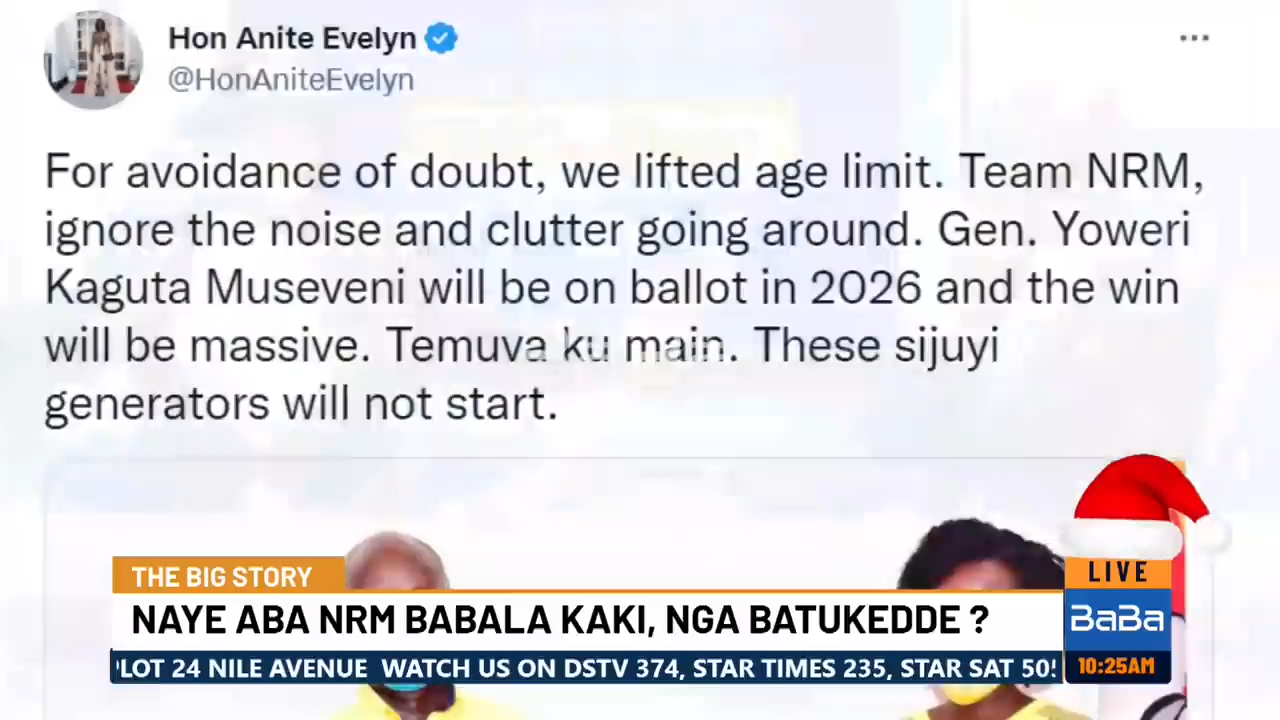 Hon Anite Evelyn
@HonAniteEvelyn
For avoidance of doubt, we lifted age limit. Team NRM,
ignore the noise and clutter going around. Gen. Yoweri
Kaguta Museveni will be on ballot in 2026 and the win
will be massive. Temuva ku main. These sijuyi
generators will not start.
THE BIG STORY
NAYE ABA NRM BABALA KAKI, NGA BATUKEDDE ?
LIVE
BaBa
10:25AM
PLOT 24 NILE AVENUE WATCH US ON DSTV 374, STAR TIMES 235, STAR SAT